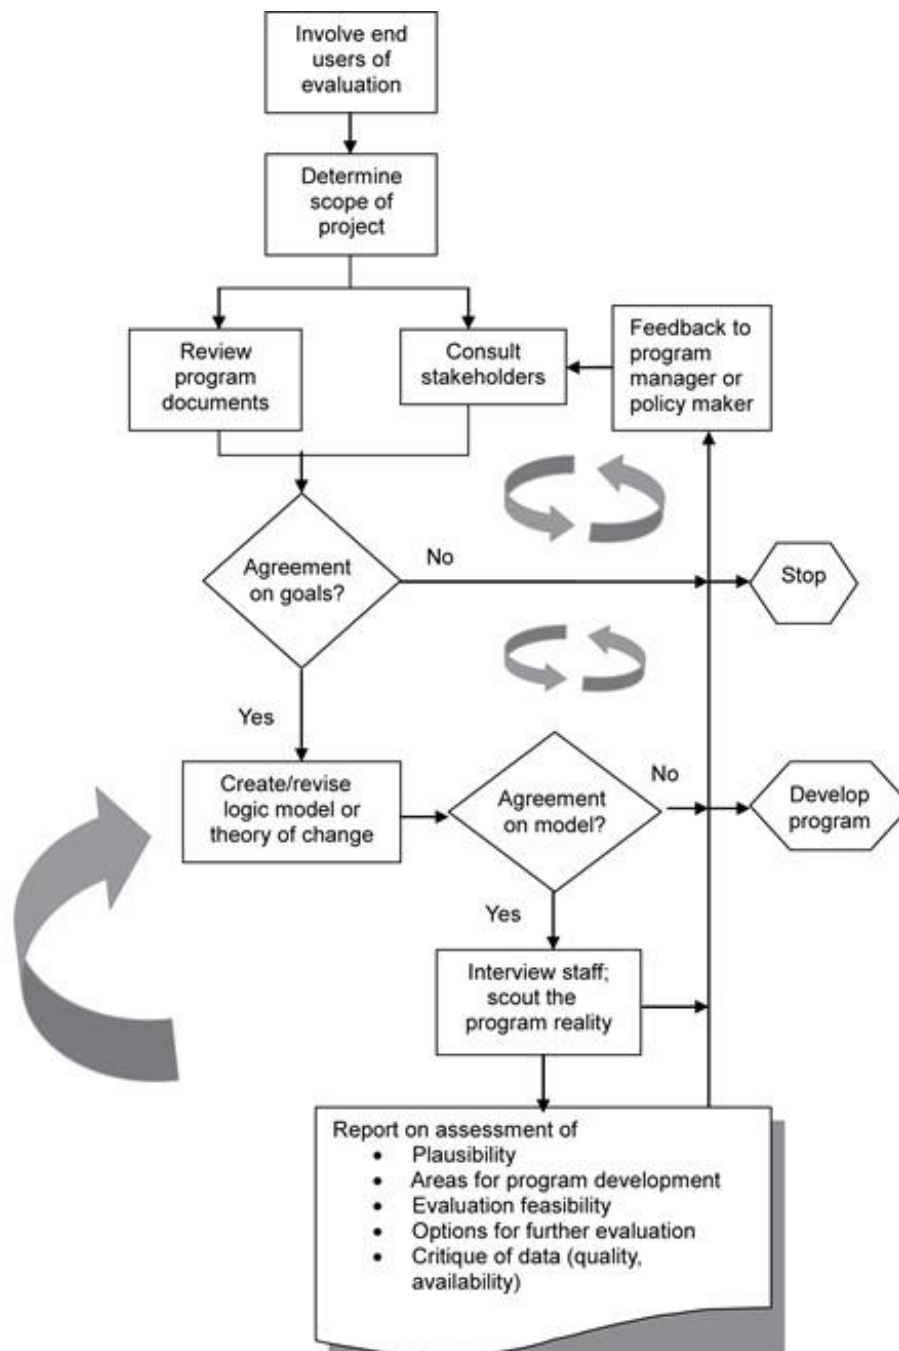 Involve end
users of
evaluation
Determine
scope of
project
Review
program
documents
Consult
stakeholders
Feedback to
program
manager or
policy maker
Agreement
on goals?
No
Stop
Yes
Create/revise
logic model or
theory of change
Agreement
on model?
No
Develop
program
Yes
Interview staff;
scout the
program reality
Report on assessment of
• Plausibility
• Areas for program development
• Evaluation feasibility
• Options for further evaluation
• Critique of data (quality,
availability)